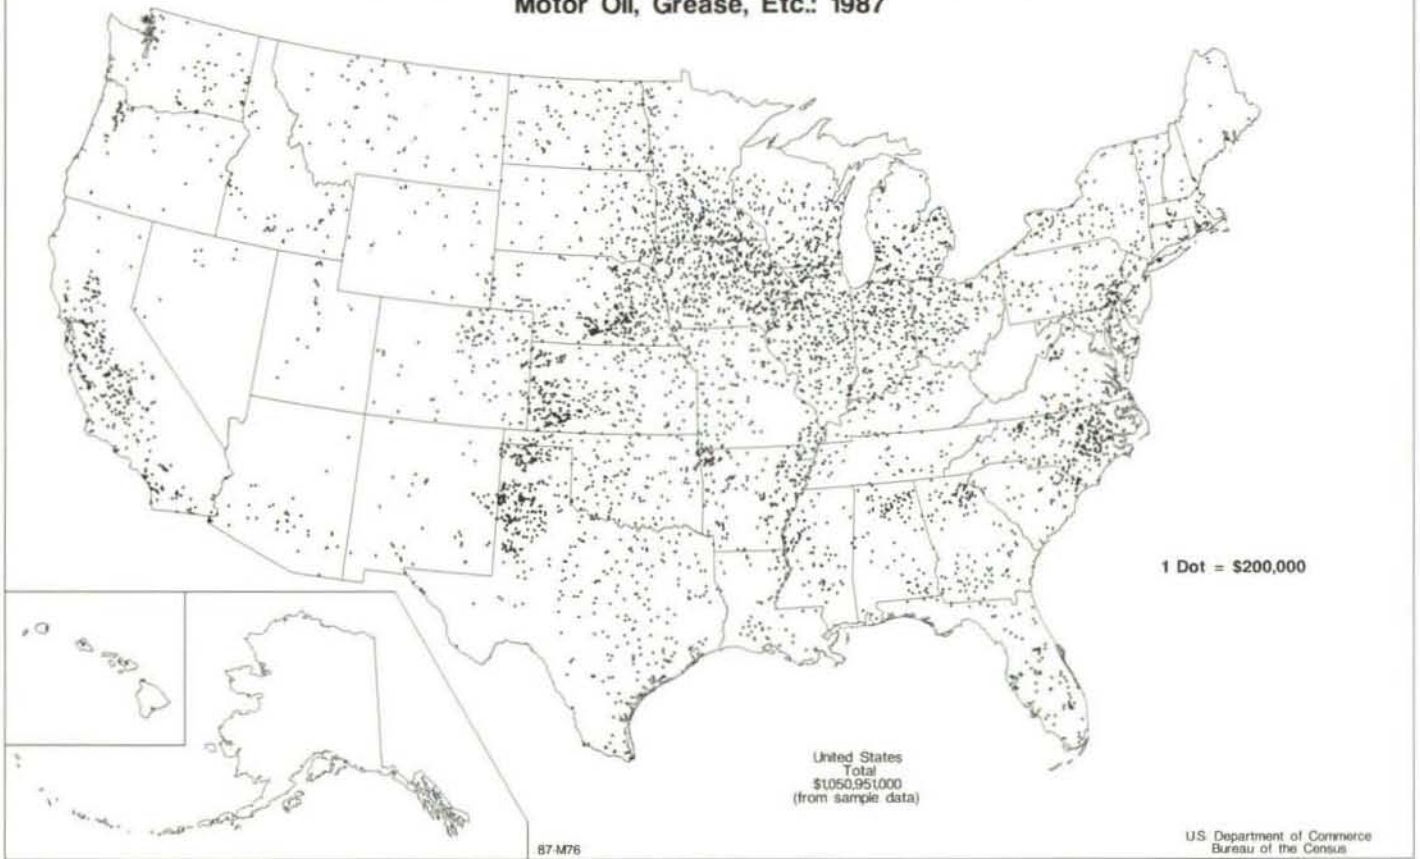 Motor Oil, Grease, Etc.: 1987
1 Dot = $200,000
United States
Total
$1,050,951,000
(from sample data)
87-M76
U.S. Department of Commerce
Bureau of the Census